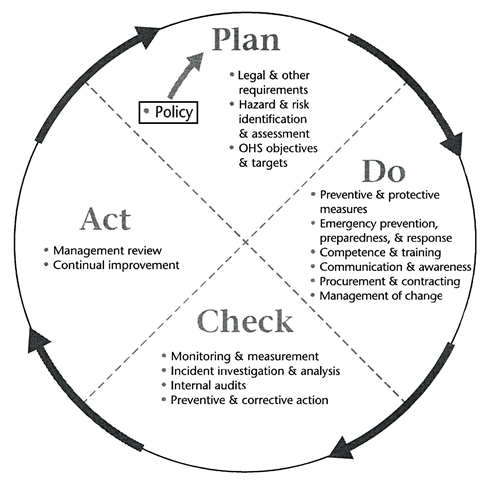 Plan
• Legal & other
requirements
• Hazard & risk
identification
& assessment
• OHS objectives
& targets
• Policy
Do
• Preventive & protective
measures
• Emergency prevention,
preparedness, & response
• Competence & training
• Communication & awareness
• Procurement & contracting
• Management of change
Act
• Management review
• Continual improvement
Check
• Monitoring & measurement
• Incident investigation & analysis
• Internal audits
• Preventive & corrective action